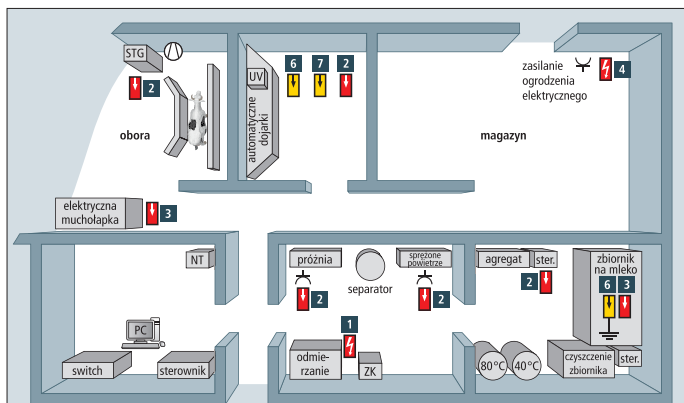 STG
2
obora
UV
automatyczne
dojarki
6
7
2
zasilanie
ogrodzenia
elektrycznego
4
magazyn
elektryczna
muchołapka
3
NT
próżnia
2
separator
sprężone
powietrze
2
agregat
ster.
2
zbiornik
na mleko
6
3
PC
switch
sterownik
1
odmie-
rzanie
ZK
80°C
40°C
czyszczenie
zbiornika
ster.